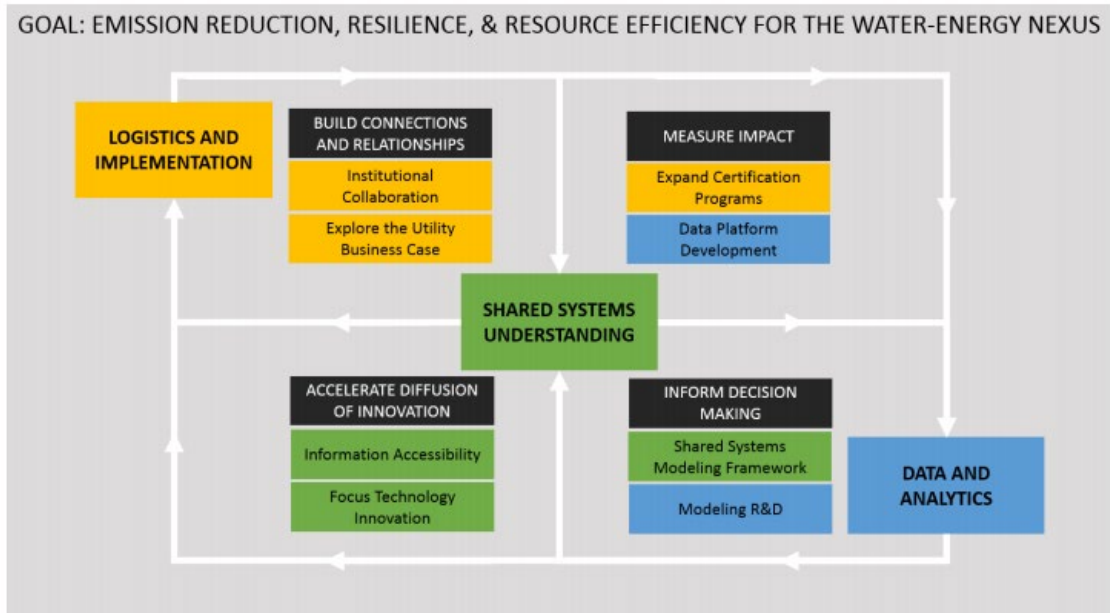 GOAL: EMISSION REDUCTION, RESILIENCE, & RESOURCE EFFICIENCY FOR THE WATER-ENERGY NEXUS
LOGISTICS AND
IMPLEMENTATION
BUILD CONNECTIONS
AND RELATIONSHIPS
Institutional
Collaboration
Explore the Utility
Business Case
MEASURE IMPACT
Expand Certification
Programs
Data Platform
Development
SHARED SYSTEMS
UNDERSTANDING
ACCELERATE DIFFUSION
OF INNOVATION
Information Accessibility
Focus Technology
Innovation
INFORM DECISION
MAKING
Shared Systems
Modeling Framework
Modeling R&D
DATA AND
ANALYTICS